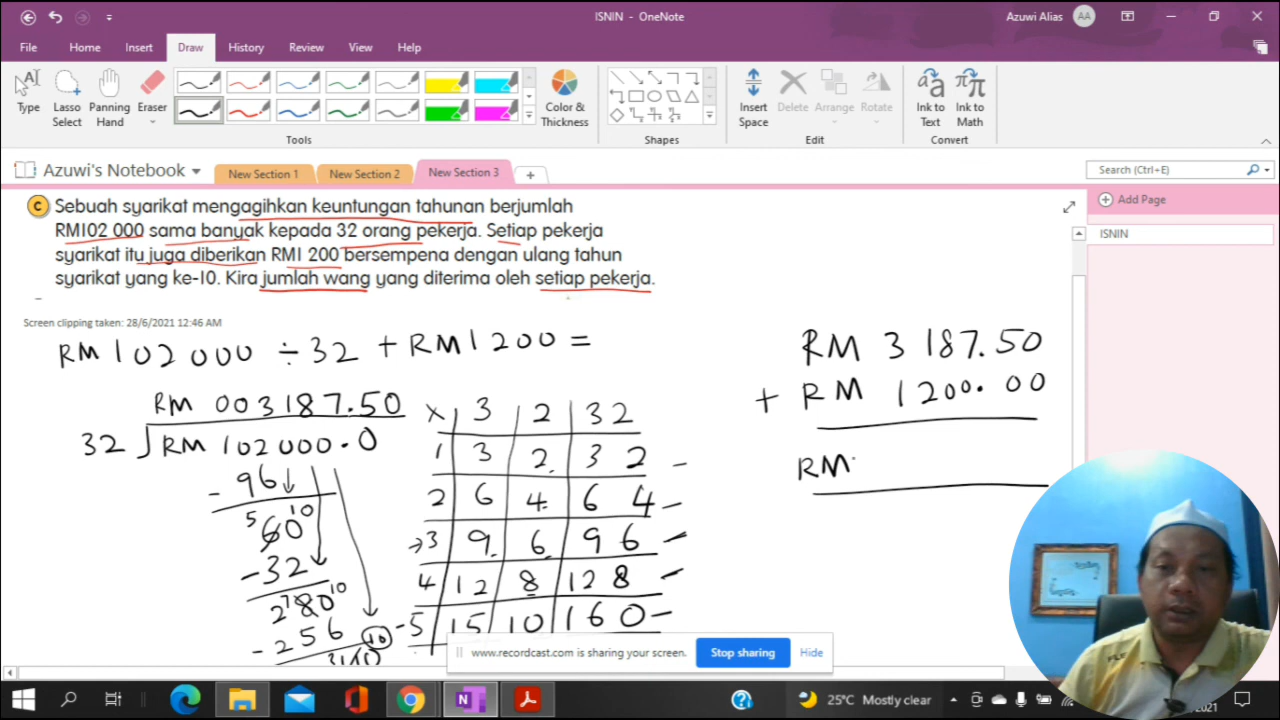 ISNIN - OneNote
Azuwi Alias AA
File Home Insert Draw History Review View Help
Type
Lasso Select
Panning Hand
Eraser
Color & Thickness
Insert Space
Delete
Arrange
Rotate
Ink to Text
Ink to Math
Tools
Shapes
Edit
Convert
Azuwi's Notebook
New Section 1
New Section 2
New Section 3
Search (Ctrl+E)
Add Page
ISNIN
C Sebuah syarikat mengagihkan keuntungan tahunan berjumlah
RM102 000 sama banyak kepada 32 orang pekerja. Setiap pekerja
syarikat itu juga diberikan RM1 200 bersempena dengan ulang tahun
syarikat yang ke-10. Kira jumlah wang yang diterima oleh setiap pekerja.
Screen clipping taken: 28/6/2021 12:46 AM
RM 102 000 ÷ 32 + RM 1 200 =
RM 003187.50
32 RM 102000.0
- 96
5 60 10
- 32
2 7 80 10
- 256
10
x 3 2 32
1 3 2 32
2 6 4 64
→3 9 6 96
4 12 8 128
5 15 10 160
RM 3 187.50
+ RM 1 200.00
RM
www.recordcast.com is sharing your screen.
Stop sharing
Hide
25°C Mostly clear